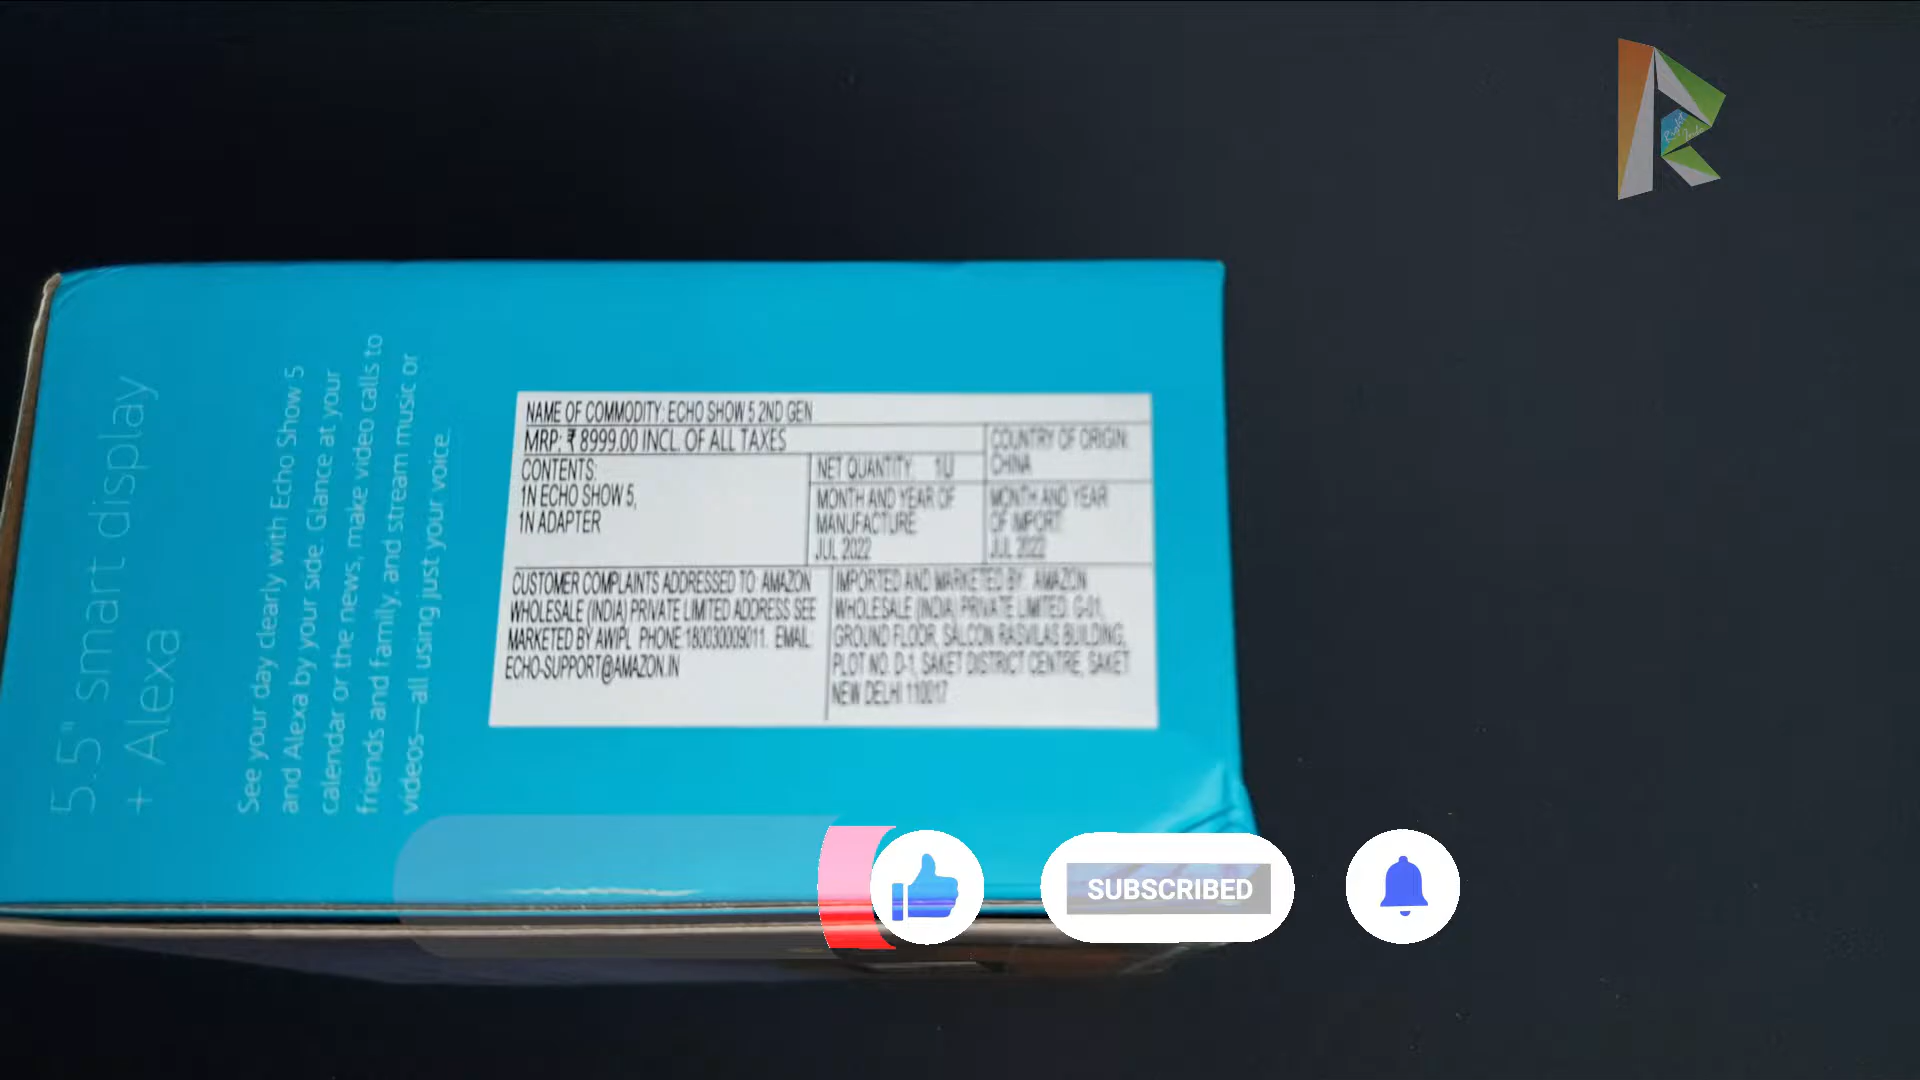 5.5" smart display
+ Alexa
See your day clearly with Echo Show 5
and Alexa by your side. Glance at your
calendar or the news, make video calls to
friends and family, and stream music or
videos—all using just your voice.
NAME OF COMMODITY: ECHO SHOW 5 2ND GEN
MRP: ₹ 8999.00 INCL. OF ALL TAXES
COUNTRY OF ORIGIN:
CHINA
CONTENTS:
1N ECHO SHOW 5,
1N ADAPTER
NET QUANTITY: 1U
MONTH AND YEAR OF
MANUFACTURE
JUL 2022
MONTH AND YEAR
OF IMPORT
JUL 2022
CUSTOMER COMPLAINTS ADDRESSED TO: AMAZON
WHOLESALE (INDIA) PRIVATE LIMITED ADDRESS SEE
MARKETED BY AWIPL PHONE:180030009011. EMAIL:
ECHO-SUPPORT@AMAZON.IN
IMPORTED AND MARKETED BY: AMAZON
WHOLESALE (INDIA) PRIVATE LIMITED. G-01,
GROUND FLOOR, SALCON RASVILAS BUILDING,
PLOT NO. D-1, SAKET DISTRICT CENTRE, SAKET
NEW DELHI 110017
SUBSCRIBED